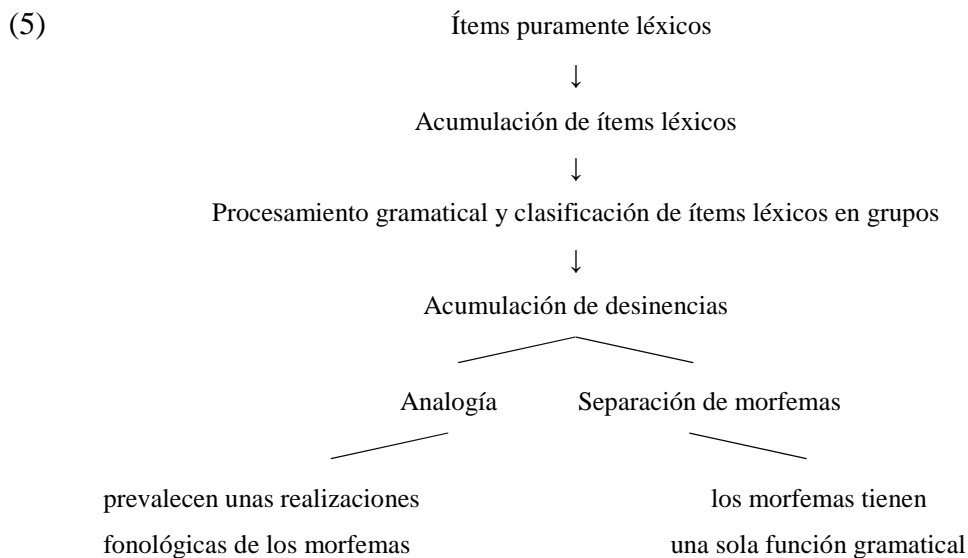 (5) Ítems puramente léxicos
↓
Acumulación de ítems léxicos
↓
Procesamiento gramatical y clasificación de ítems léxicos en grupos
↓
Acumulación de desinencias
Analogía Separación de morfemas
prevalecen unas realizaciones los morfemas tienen
fonológicas de los morfemas una sola función gramatical